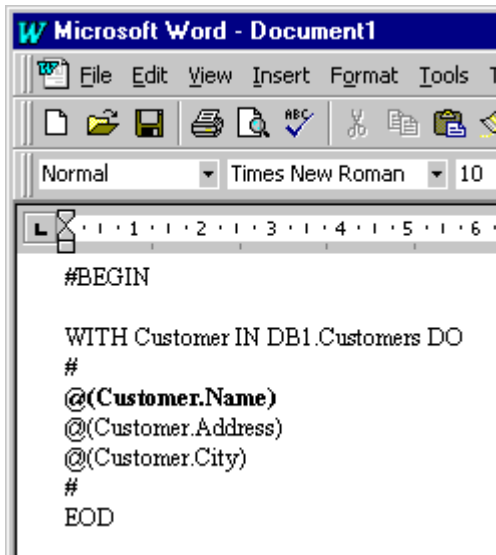 Microsoft Word - Document1
File Edit View Insert Format Tools
ABC
Normal Times New Roman 10
L 1 2 3 4 5 6
#BEGIN
WITH Customer IN DB1.Customers DO
#
@(Customer.Name)
@(Customer.Address)
@(Customer.City)
#
EOD